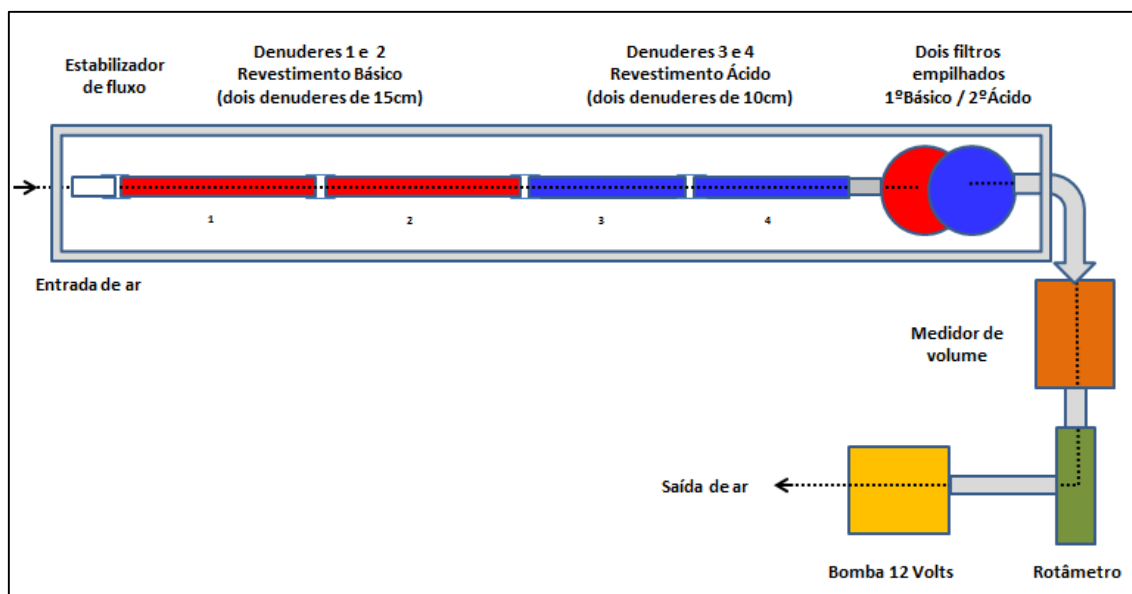 Estabilizador
de fluxo
Denuderes 1 e 2
Revestimento Básico
(dois denuderes de 15cm)
Denuderes 3 e 4
Revestimento Ácido
(dois denuderes de 10cm)
Dois filtros
empilhados
1ºBásico / 2ºÁcido
1
2
3
4
Entrada de ar
Medidor de
volume
Saída de ar
Bomba 12 Volts
Rotâmetro